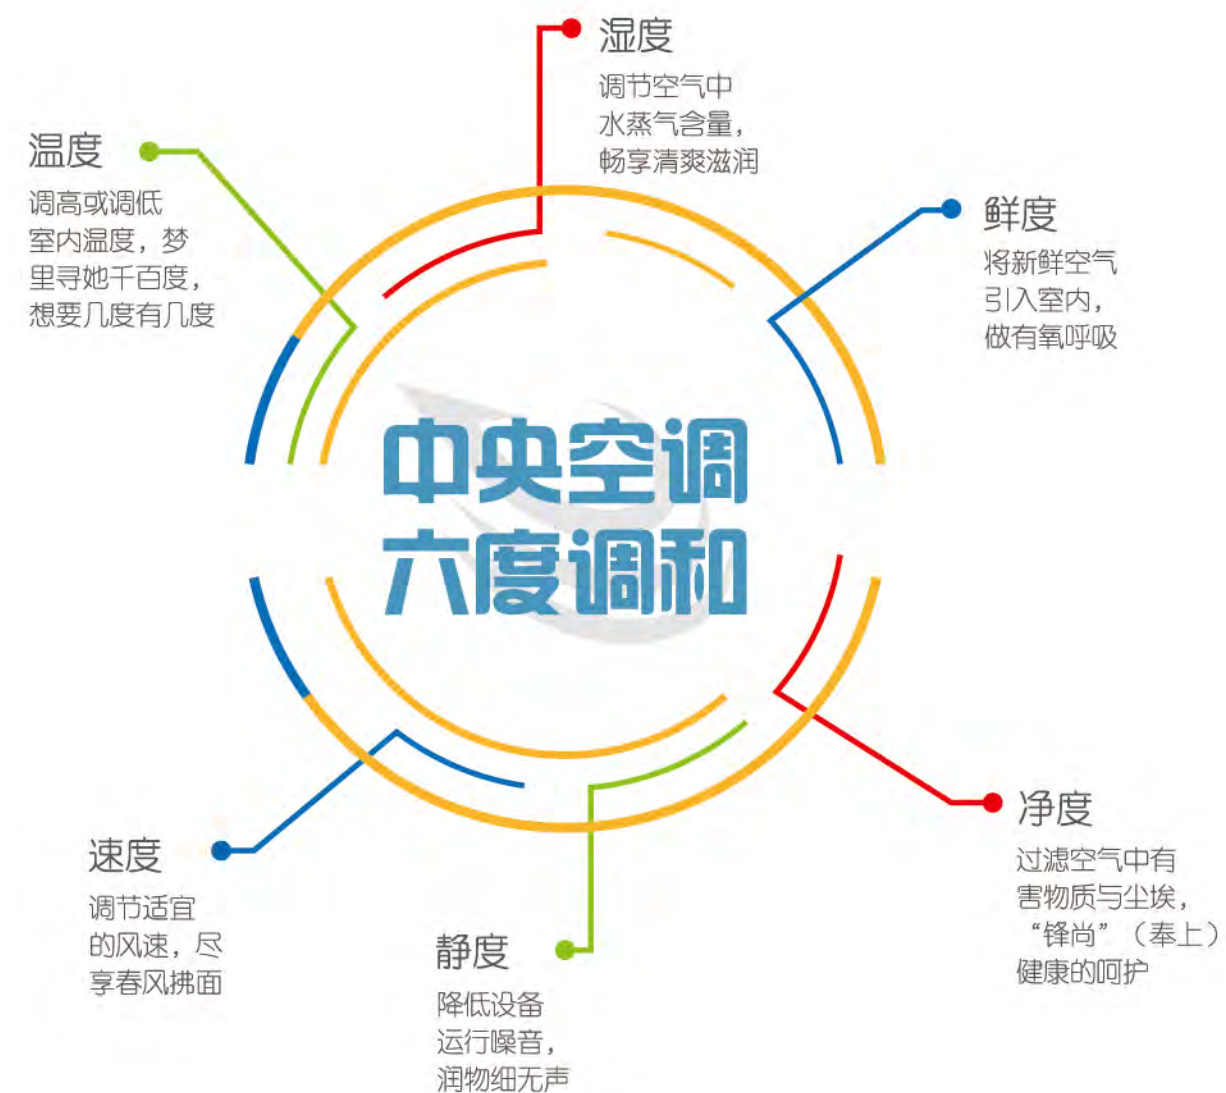 湿度
调节空气中
水蒸气含量，
畅享清爽滋润
温度
调高或调低
室内温度，梦
里寻她千百度，
想要几度有几度
鲜度
将新鲜空气
引入室内，
做有氧呼吸
中央空调
六度调和
净度
过滤空气中有
害物质与尘埃，
“锋尚”（奉上）
健康的呵护
速度
调节适宜
的风速，尽
享春风拂面
静度
降低设备
运行噪音，
润物细无声